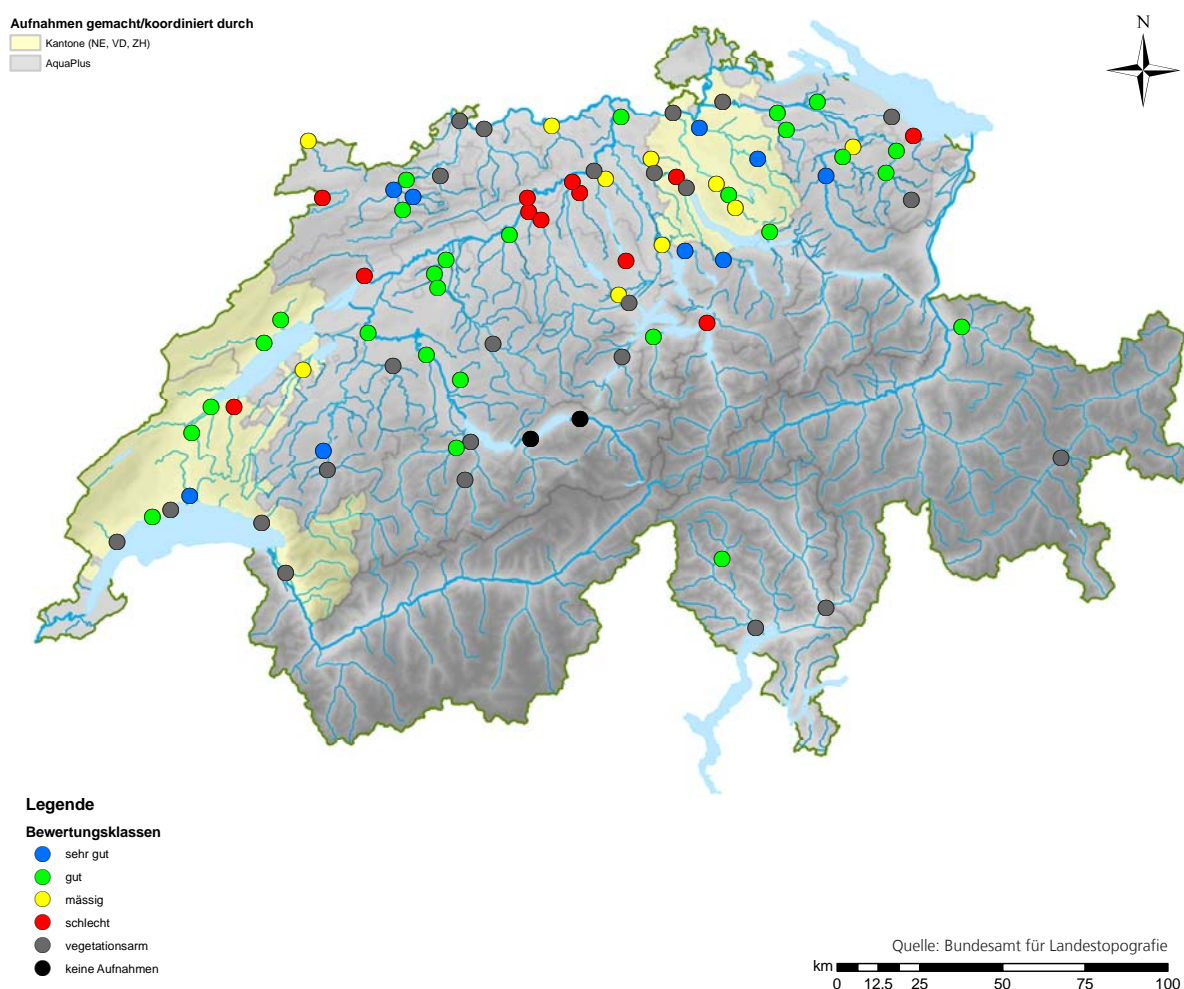 Aufnahmen gemacht/koordiniert durch
Kantone (NE, VD, ZH)
AquaPlus
N
Legende
Bewertungsklassen
sehr gut
gut
mässig
schlecht
vegetationsarm
keine Aufnahmen
Quelle: Bundesamt für Landestopografie
km
0 12.5 25 50 75 100